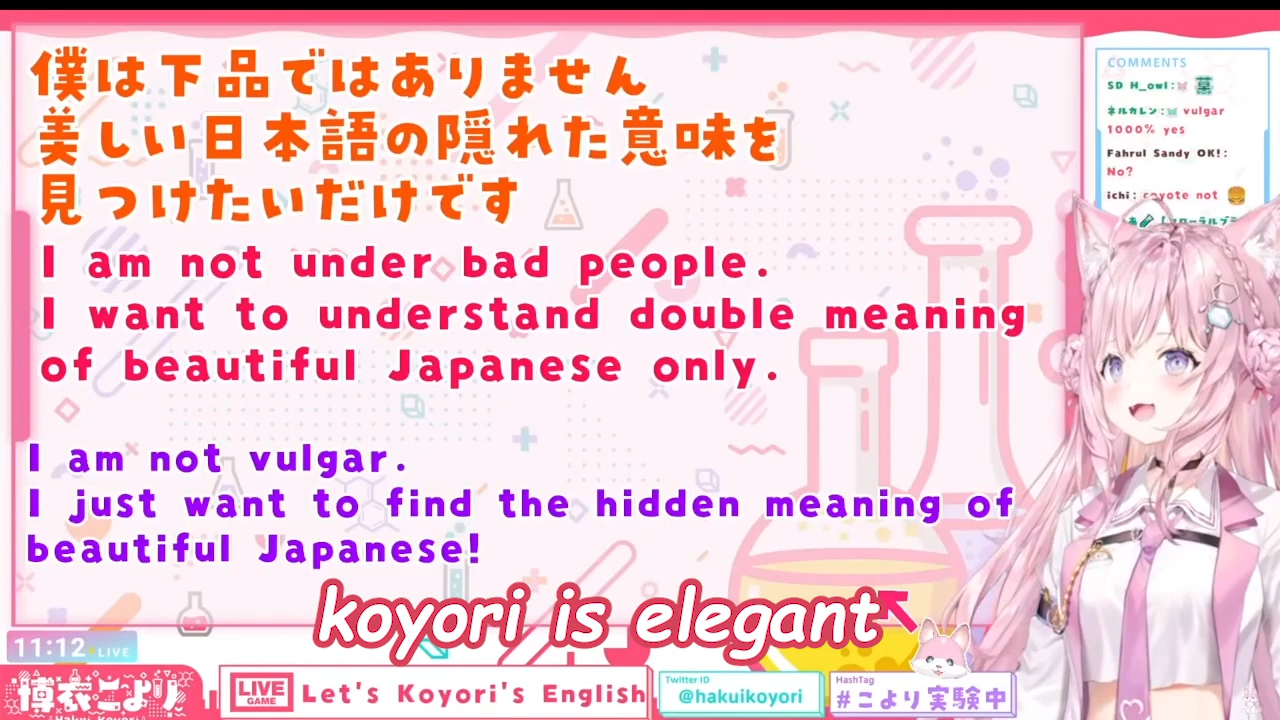 僕は下品ではありません
美しい日本語の隠れた意味を
見つけたいだけです
I am not under bad people.
I want to understand double meaning
of beautiful Japanese only.
I am not vulgar.
I just want to find the hidden meaning of
beautiful Japanese!
koyori is elegant
COMMENTS
SD H_owl:
草
ネルカレン: vulgar
1000% yes
Fahrul Sandy OK!:
No?
ichi: coyote not
11:12 LIVE
博衣こより
Hakui Koyori
LIVE
GAME
Let's Koyori's English
Twitter ID
@hakuikoyori
HashTag
#こより実験中